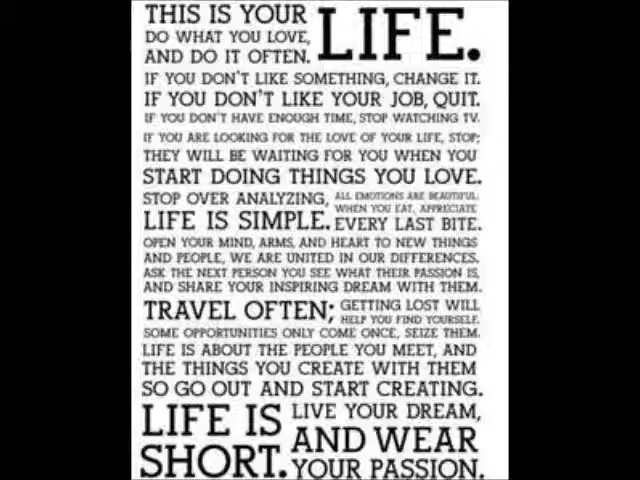 THIS IS YOUR LIFE.
DO WHAT YOU LOVE,
AND DO IT OFTEN.
IF YOU DON'T LIKE SOMETHING, CHANGE IT.
IF YOU DON'T LIKE YOUR JOB, QUIT.
IF YOU DON'T HAVE ENOUGH TIME, STOP WATCHING TV.
IF YOU ARE LOOKING FOR THE LOVE OF YOUR LIFE, STOP;
THEY WILL BE WAITING FOR YOU WHEN YOU
START DOING THINGS YOU LOVE.
STOP OVER ANALYZING,
LIFE IS SIMPLE.
ALL EMOTIONS ARE BEAUTIFUL.
WHEN YOU EAT, APPRECIATE
EVERY LAST BITE.
OPEN YOUR MIND, ARMS, AND HEART TO NEW THINGS
AND PEOPLE, WE ARE UNITED IN OUR DIFFERENCES.
ASK THE NEXT PERSON YOU SEE WHAT THEIR PASSION IS,
AND SHARE YOUR INSPIRING DREAM WITH THEM.
TRAVEL OFTEN;
GETTING LOST WILL
HELP YOU FIND YOURSELF.
SOME OPPORTUNITIES ONLY COME ONCE, SEIZE THEM.
LIFE IS ABOUT THE PEOPLE YOU MEET, AND
THE THINGS YOU CREATE WITH THEM
SO GO OUT AND START CREATING.
LIFE IS
SHORT.
LIVE YOUR DREAM,
AND WEAR
YOUR PASSION.